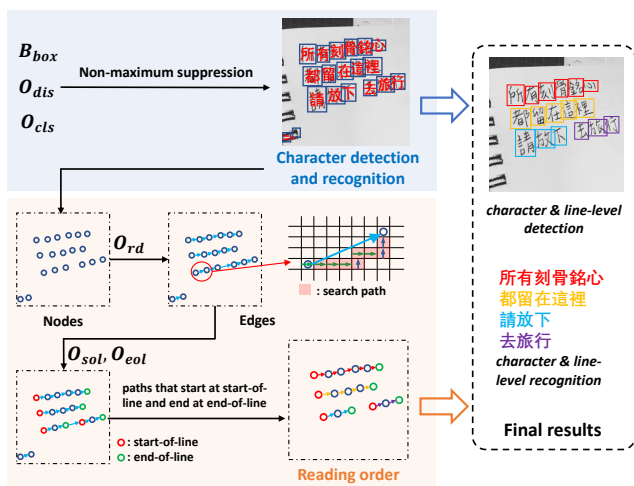 B_box
O_dis
O_cls
Non-maximum suppression
所有刻骨銘心
都留在這裡
請放下 去旅行
Character detection
and recognition
所有刻骨銘心
都留在這裡
請放下 去旅行
character & line-level
detection
O_rd
: search path
Nodes
Edges
所有刻骨銘心
都留在這裡
請放下
去旅行
character & line-
level recognition
O_sol, O_eol
paths that start at start-of-
line and end at end-of-line
: start-of-line
: end-of-line
Reading order
Final results